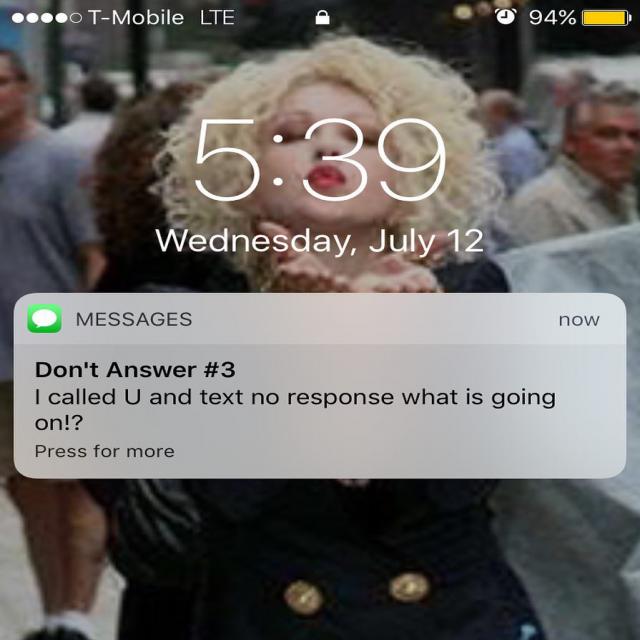 T-Mobile LTE 94%
5:39
Wednesday, July 12
MESSAGES now
Don't Answer #3
I called U and text no response what is going
on!?
Press for more